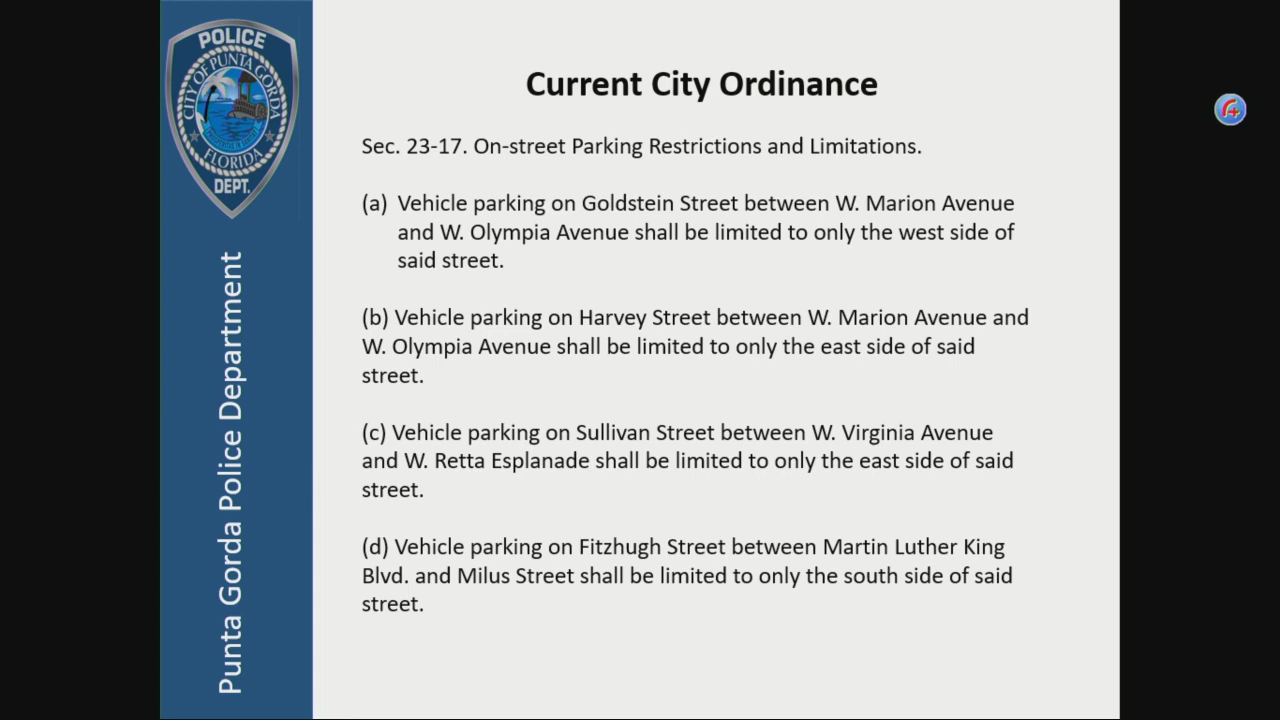 POLICE
CITY OF PUNTA GORDA
FLORIDA
DEPT.
Punta Gorda Police Department
Current City Ordinance
Sec. 23-17. On-street Parking Restrictions and Limitations.
(a) Vehicle parking on Goldstein Street between W. Marion Avenue
and W. Olympia Avenue shall be limited to only the west side of
said street.
(b) Vehicle parking on Harvey Street between W. Marion Avenue and
W. Olympia Avenue shall be limited to only the east side of said
street.
(c) Vehicle parking on Sullivan Street between W. Virginia Avenue
and W. Retta Esplanade shall be limited to only the east side of said
street.
(d) Vehicle parking on Fitzhugh Street between Martin Luther King
Blvd. and Milus Street shall be limited to only the south side of said
street.